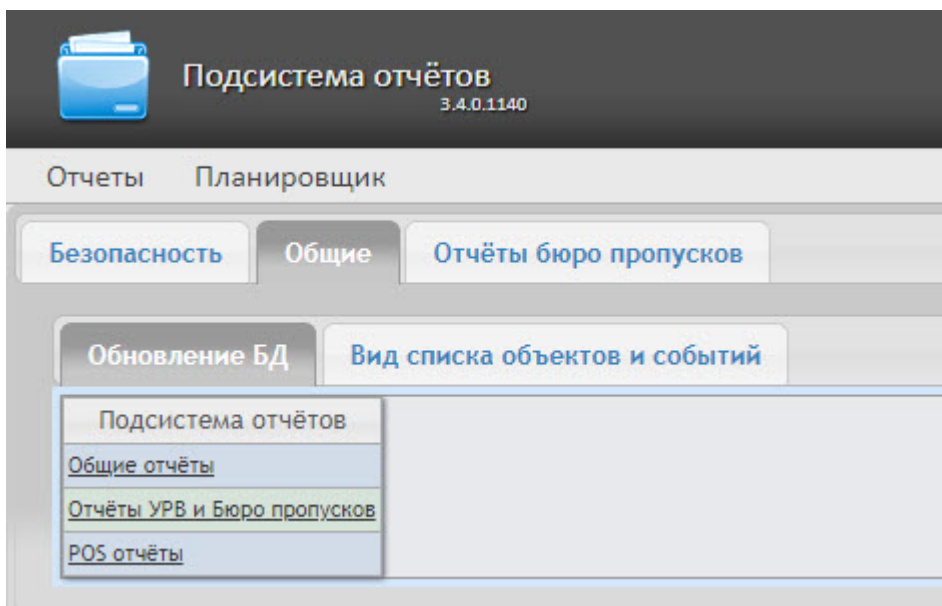 Подсистема отчётов
3.4.0.1140
Отчеты Планировщик
Безопасность Общие Отчёты бюро пропусков
Обновление БД Вид списка объектов и событий
Подсистема отчётов
Общие отчёты
Отчёты УРВ и Бюро пропусков
POS отчёты